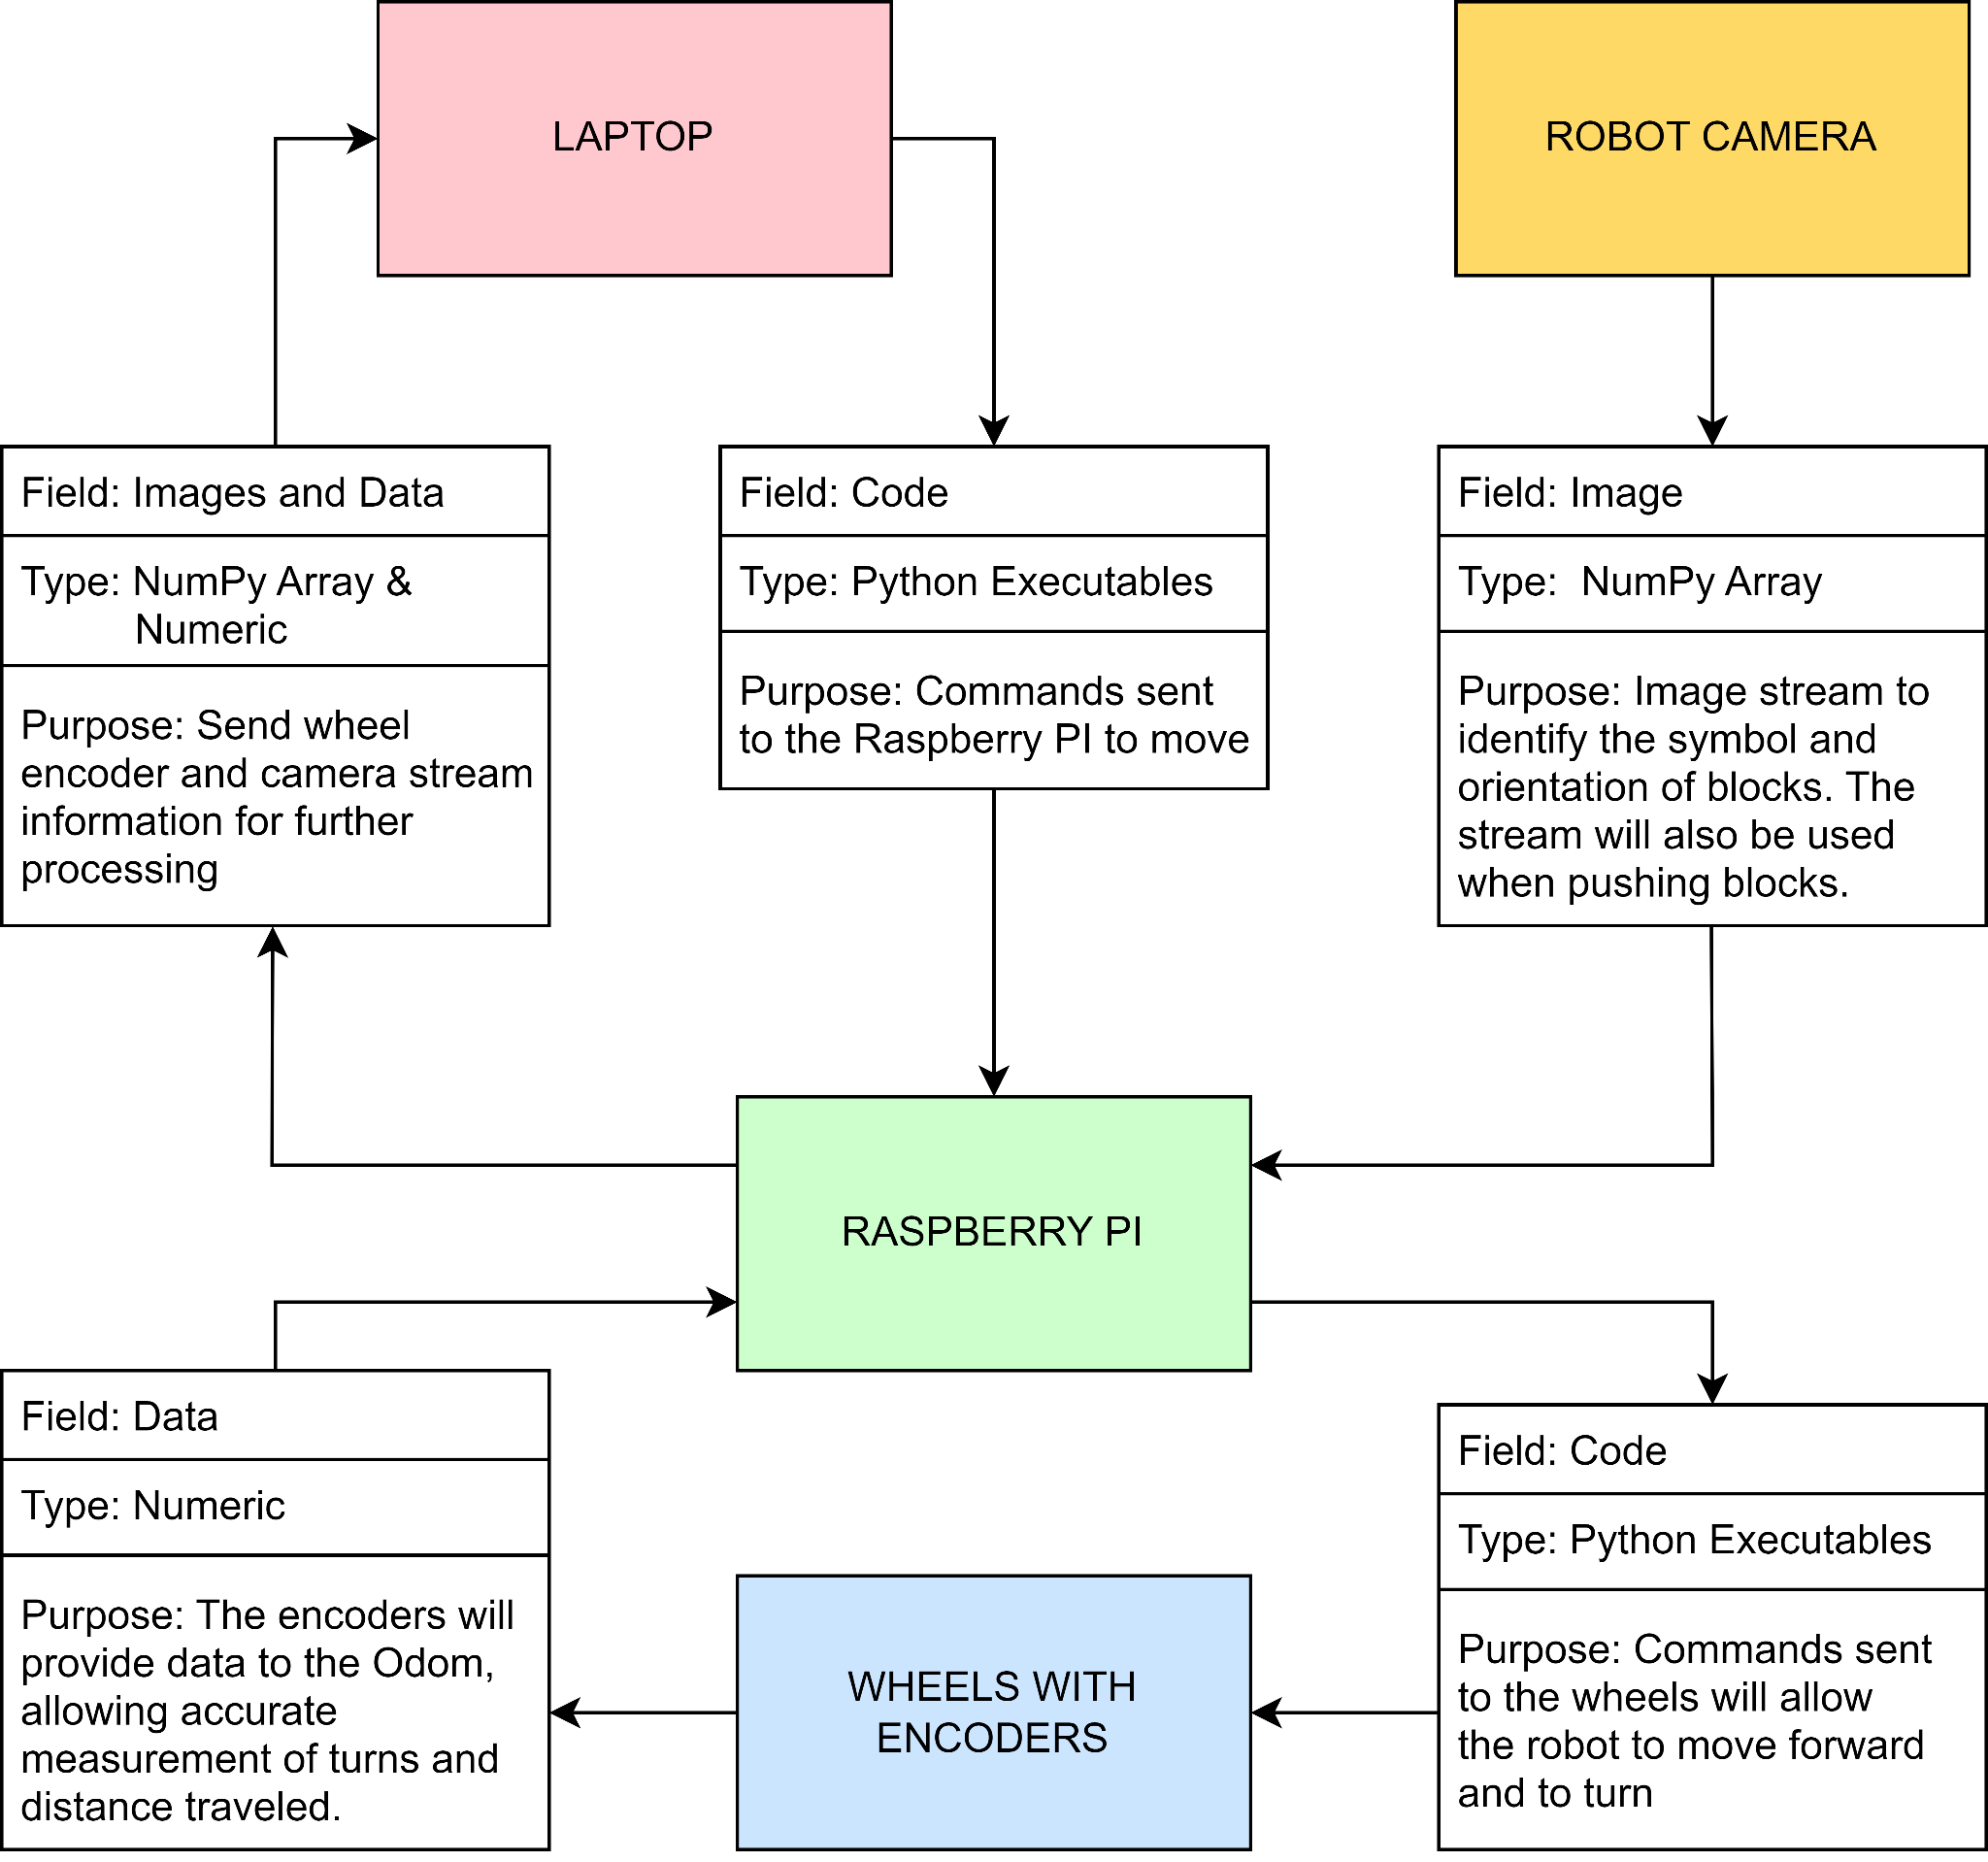 LAPTOP
ROBOT CAMERA
Field: Images and Data
Type: NumPy Array &
Numeric
Purpose: Send wheel
encoder and camera stream
information for further
processing
Field: Code
Type: Python Executables
Purpose: Commands sent
to the Raspberry PI to move
Field: Image
Type:  NumPy Array
Purpose: Image stream to
identify the symbol and
orientation of blocks. The
stream will also be used
when pushing blocks.
RASPBERRY PI
Field: Data
Type: Numeric
Purpose: The encoders will
provide data to the Odom,
allowing accurate
measurement of turns and
distance traveled.
WHEELS WITH
ENCODERS
Field: Code
Type: Python Executables
Purpose: Commands sent
to the wheels will allow
the robot to move forward
and to turn